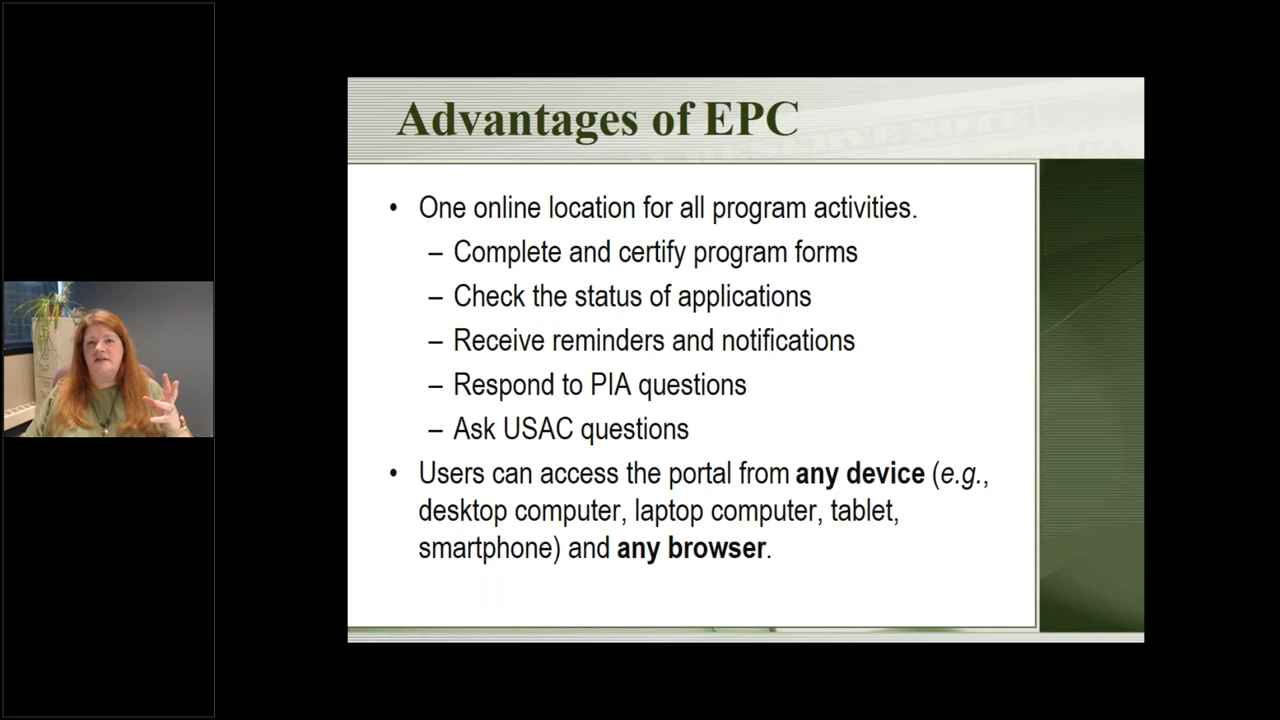 Advantages of EPC
• One online location for all program activities.
– Complete and certify program forms
– Check the status of applications
– Receive reminders and notifications
– Respond to PIA questions
– Ask USAC questions
• Users can access the portal from any device (e.g.,
desktop computer, laptop computer, tablet,
smartphone) and any browser.